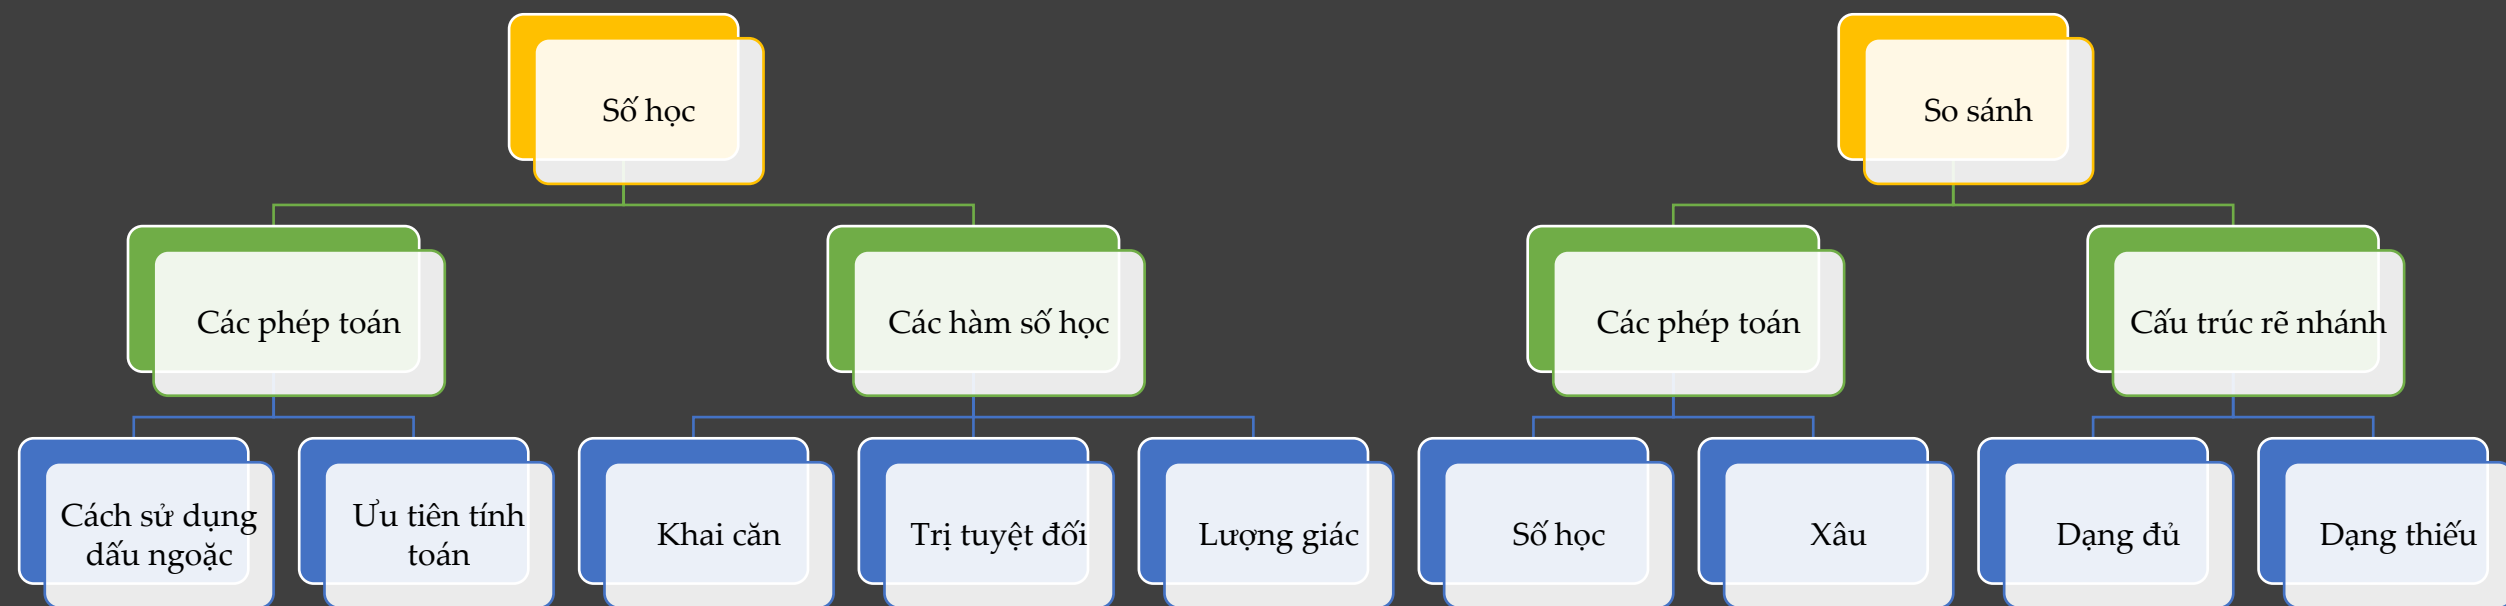 Số học
So sánh
Các phép toán
Các hàm số học
Các phép toán
Cấu trúc rẽ nhánh
Cách sử dụng
dấu ngoặc
Ưu tiên tính
toán
Khai căn
Trị tuyệt đối
Lượng giác
Số học
Xâu
Dạng đủ
Dạng thiếu